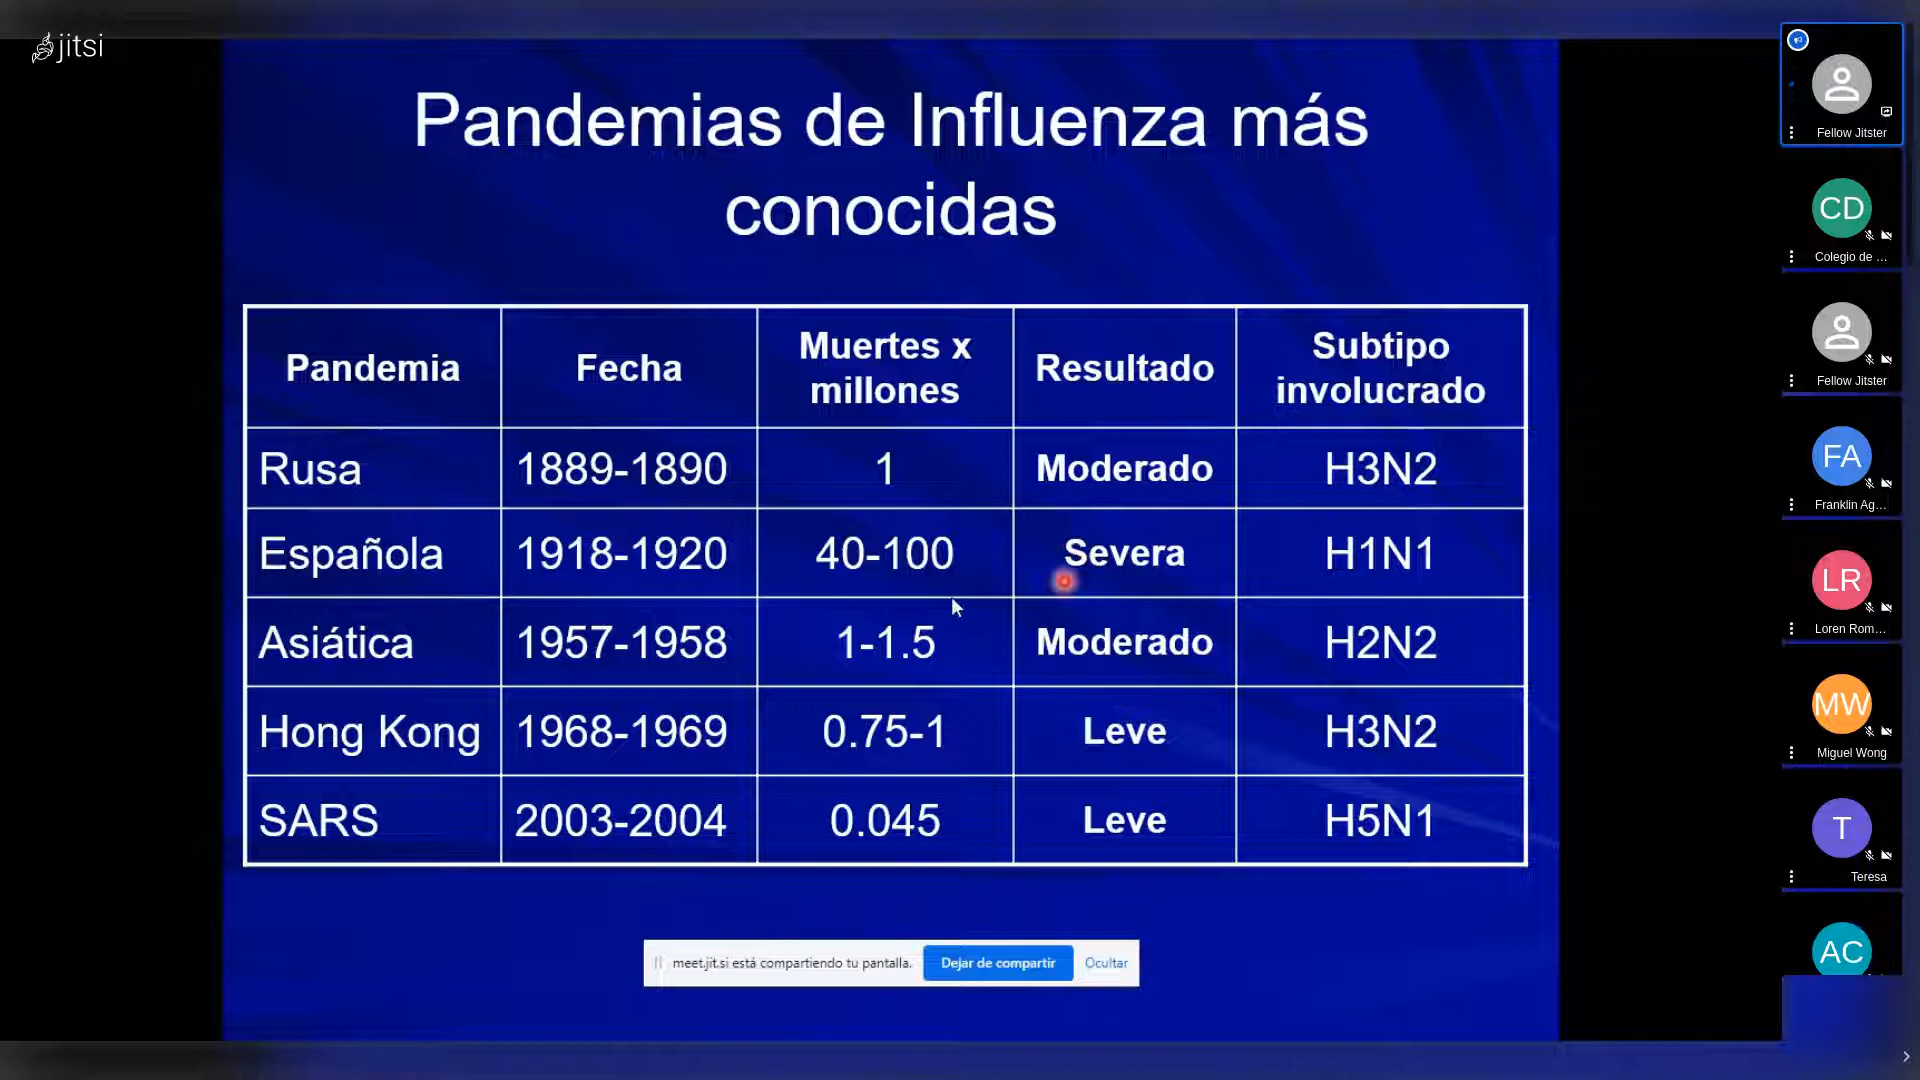 jitsi
Pandemias de Influenza más
conocidas
Pandemia Fecha Muertes x millones Resultado Subtipo involucrado
Rusa 1889-1890 1 Moderado H3N2
Española 1918-1920 40-100 Severa H1N1
Asiática 1957-1958 1-1.5 Moderado H2N2
Hong Kong 1968-1969 0.75-1 Leve H3N2
SARS 2003-2004 0.045 Leve H5N1
meet.jit.si está compartiendo tu pantalla. Dejar de compartir Ocultar
Fellow Jitster
CD
Colegio de ...
Fellow Jitster
FA
Franklin Ag...
LR
Loren Rom...
MW
Miguel Wong
T
Teresa
AC